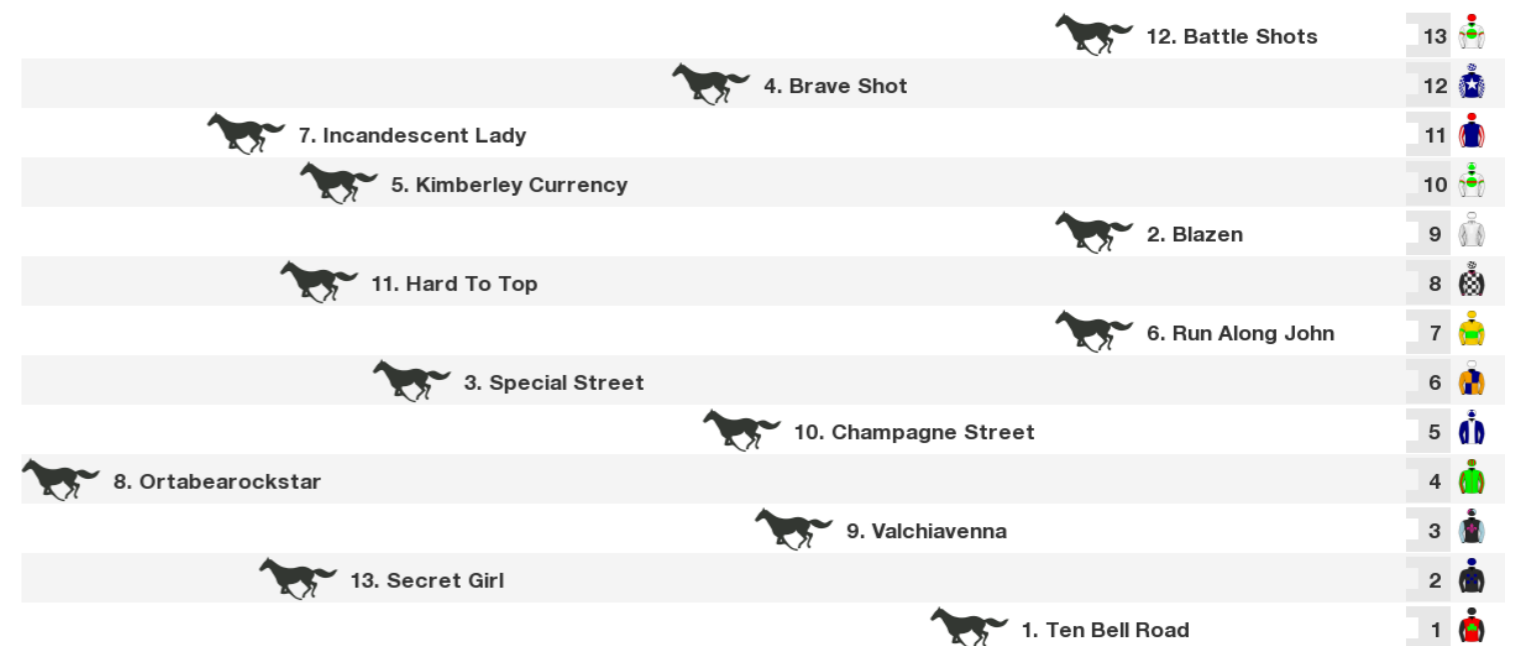 12. Battle Shots 13
4. Brave Shot 12
7. Incandescent Lady 11
5. Kimberley Currency 10
2. Blazen 9
11. Hard To Top 8
6. Run Along John 7
3. Special Street 6
10. Champagne Street 5
8. Ortabearockstar 4
9. Valchiavenna 3
13. Secret Girl 2
1. Ten Bell Road 1